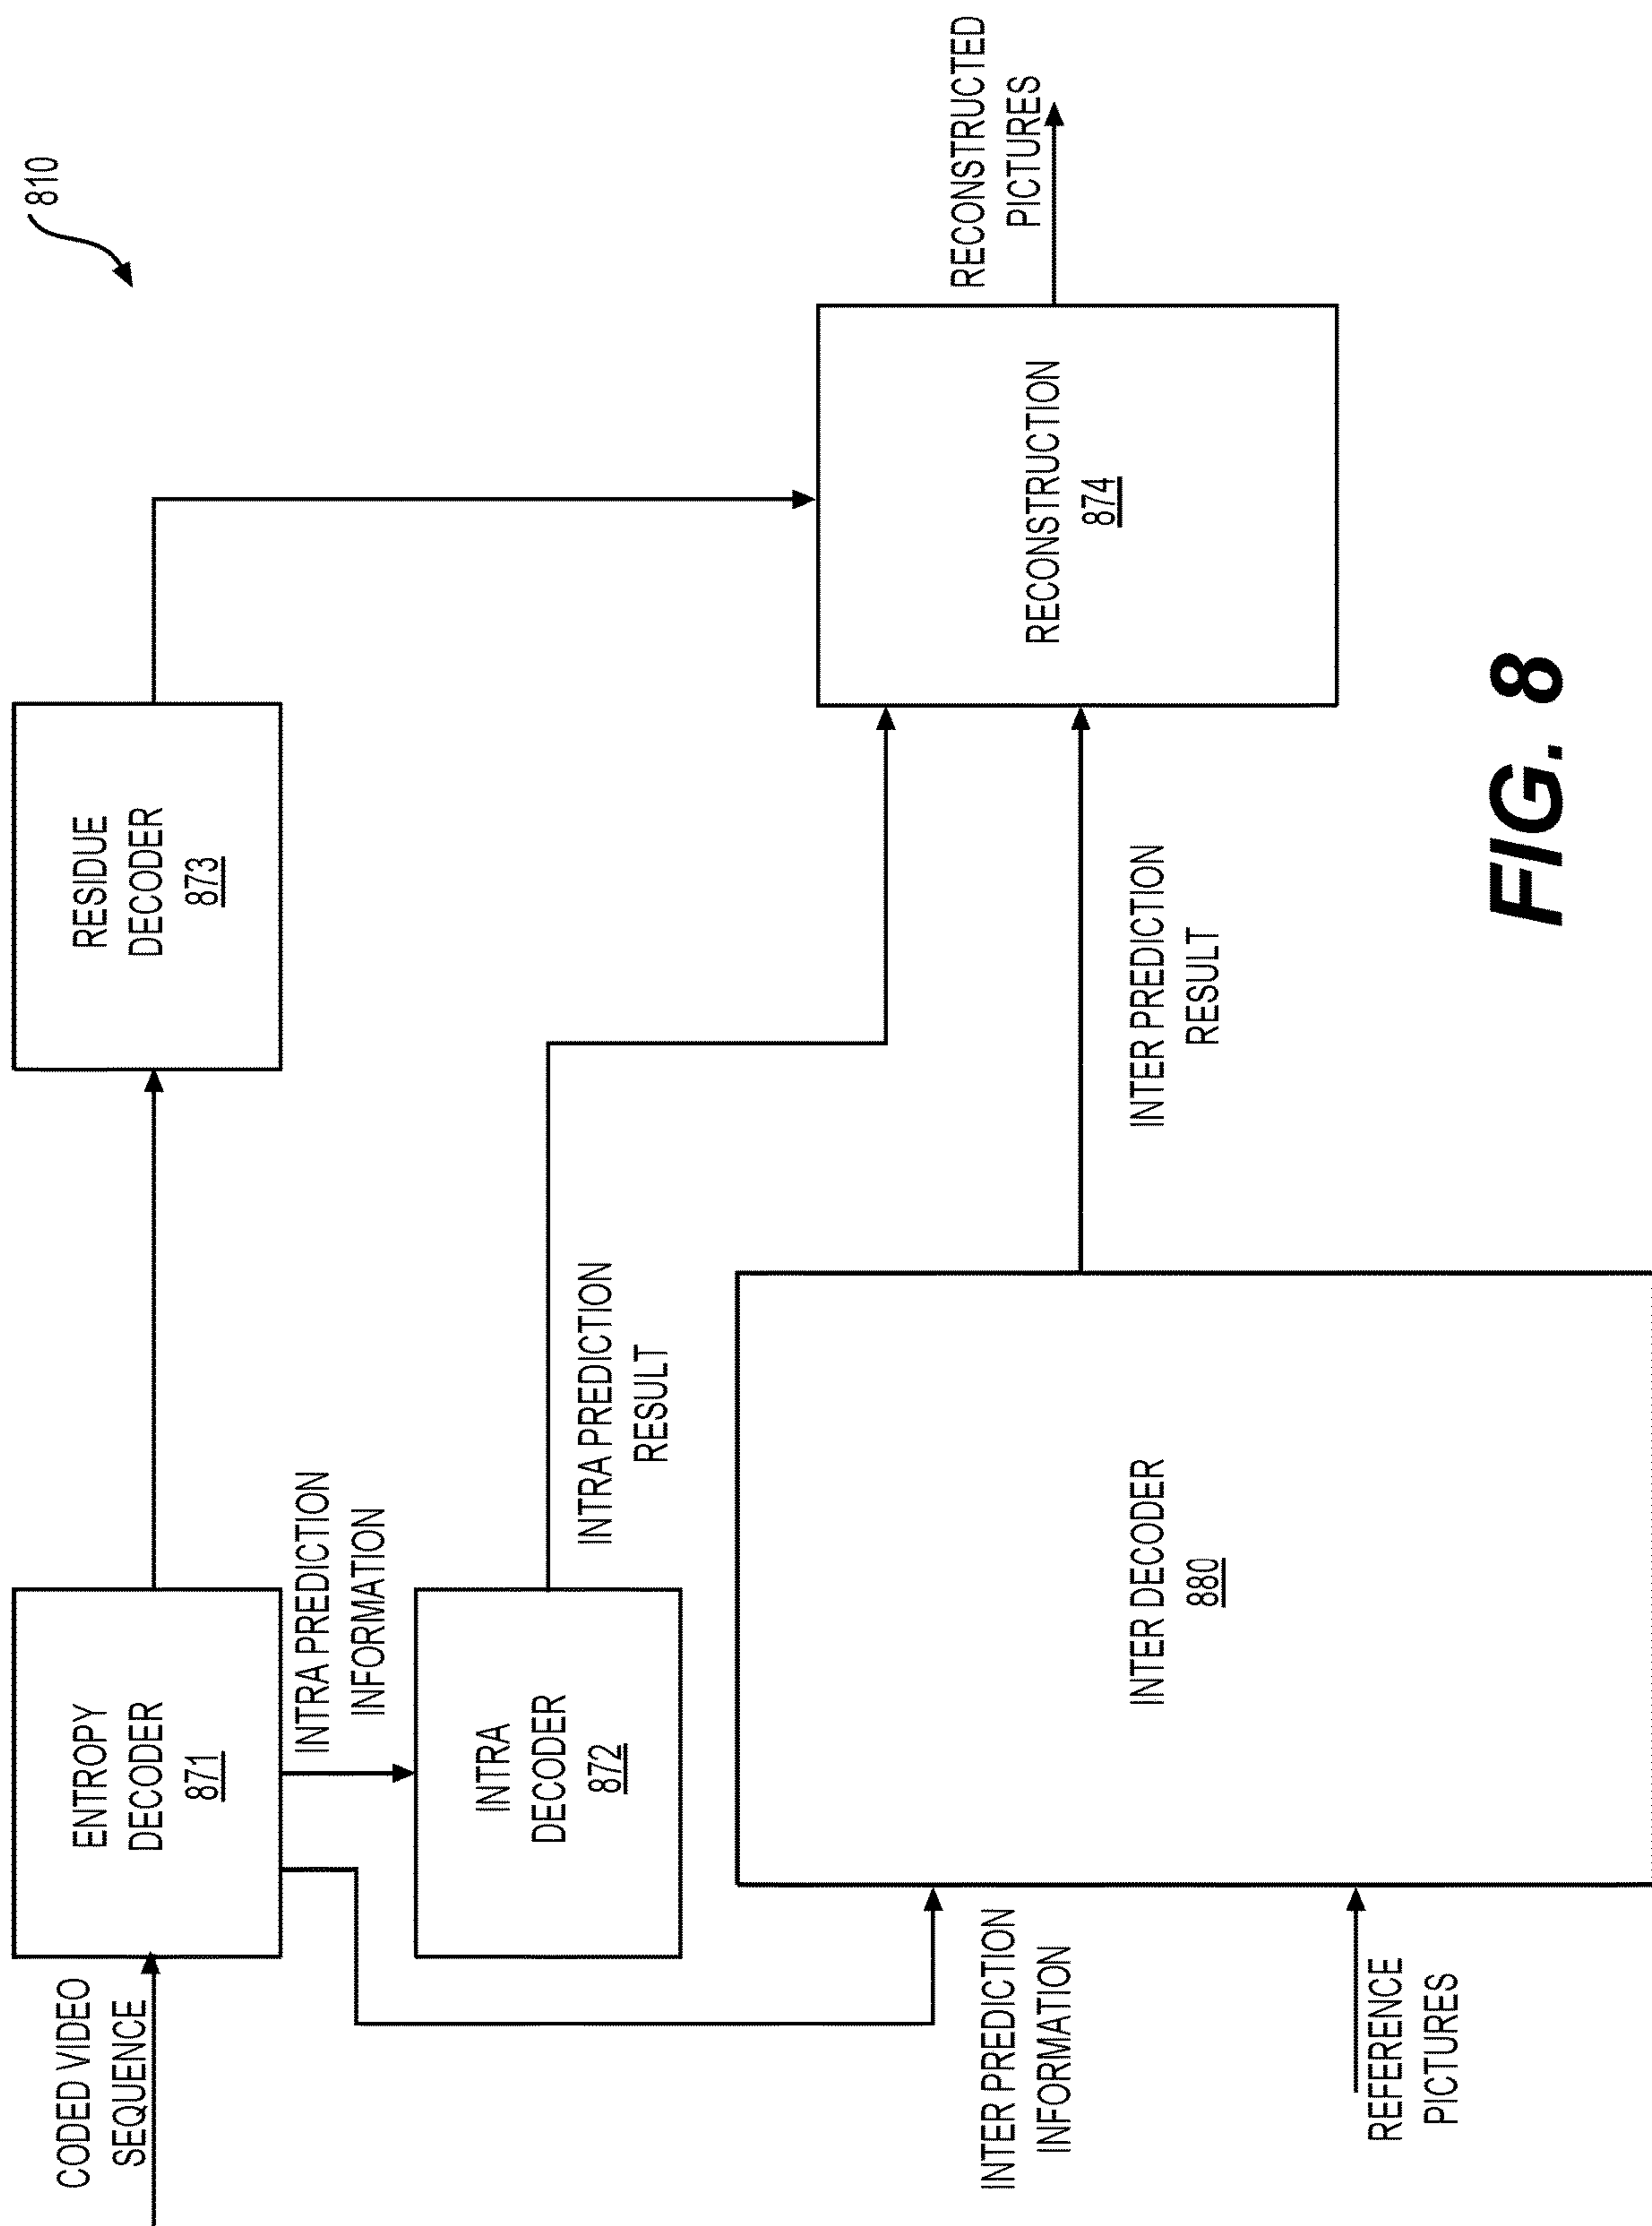 810
CODED VIDEO
SEQUENCE
ENTROPY
DECODER
871
RESIDUE
DECODER
873
INTRA PREDICTION
INFORMATION
INTRA
DECODER
872
INTRA PREDICTION
RESULT
INTER PREDICTION
INFORMATION
REFERENCE
PICTURES
INTER DECODER
880
INTER PREDICTION
RESULT
RECONSTRUCTION
874
RECONSTRUCTED
PICTURES
FIG. 8